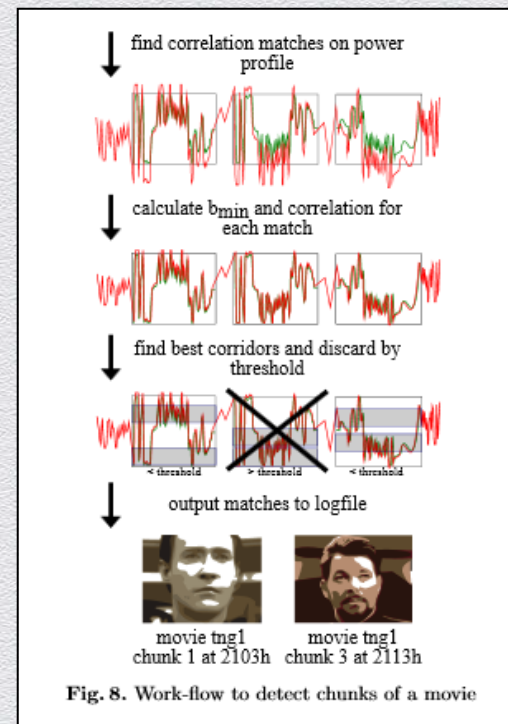 find correlation matches on power
profile
calculate bmin and correlation for
each match
find best corridors and discard by
threshold
< threshold > threshold < threshold
output matches to logfile
movie tng1 movie tng1
chunk 1 at 2103h chunk 3 at 2113h
Fig. 8. Work-flow to detect chunks of a movie